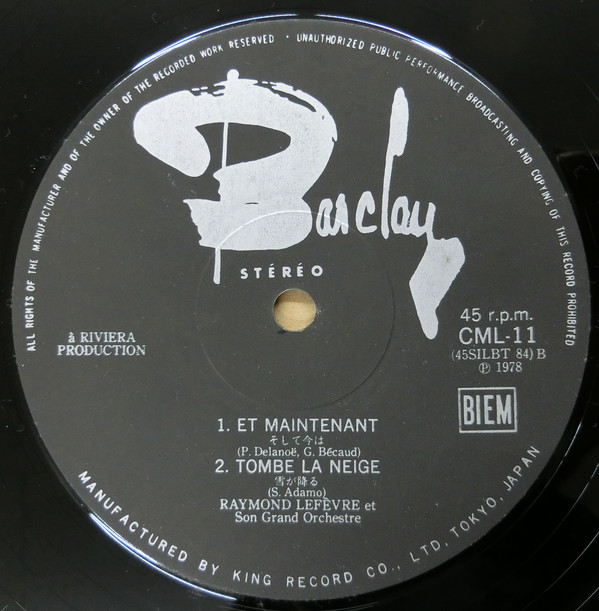 ALL RIGHTS OF THE MANUFACTURER AND OF THE OWNER OF THE RECORDED WORK RESERVED · UNAUTHORIZED PUBLIC PERFORMANCE BROADCASTING AND COPYING OF THIS RECORD PROHIBITED
Barclay
STÉRÉO
à RIVIERA
PRODUCTION
45 r.p.m.
CML-11
(45SILBT 84) B
Ⓟ 1978
BIEM
1. ET MAINTENANT
そして今は
(P. Delanoë, G. Bécaud)
2. TOMBE LA NEIGE
雪が降る
(S. Adamo)
RAYMOND LEFÈVRE et
Son Grand Orchestre
MANUFACTURED BY KING RECORD CO., LTD. TOKYO, JAPAN